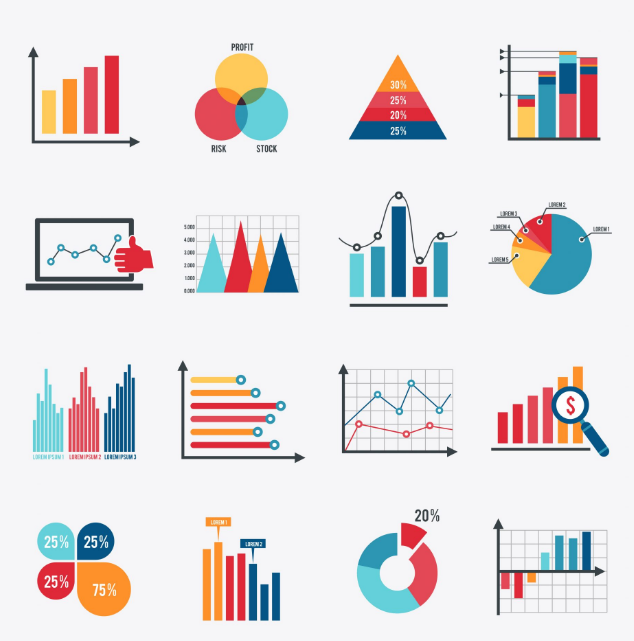 PROFIT
RISK
STOCK
30%
25%
20%
25%
5.000
4.000
3.000
2.000
1.000
0.000
LOREM 2
LOREM 3
LOREM 1
LOREM 4
LOREM 5
LOREM IPSUM 1
LOREM IPSUM 2
LOREM IPSUM 3
$
25%
25%
25%
75%
LOREM 1
LOREM 2
20%